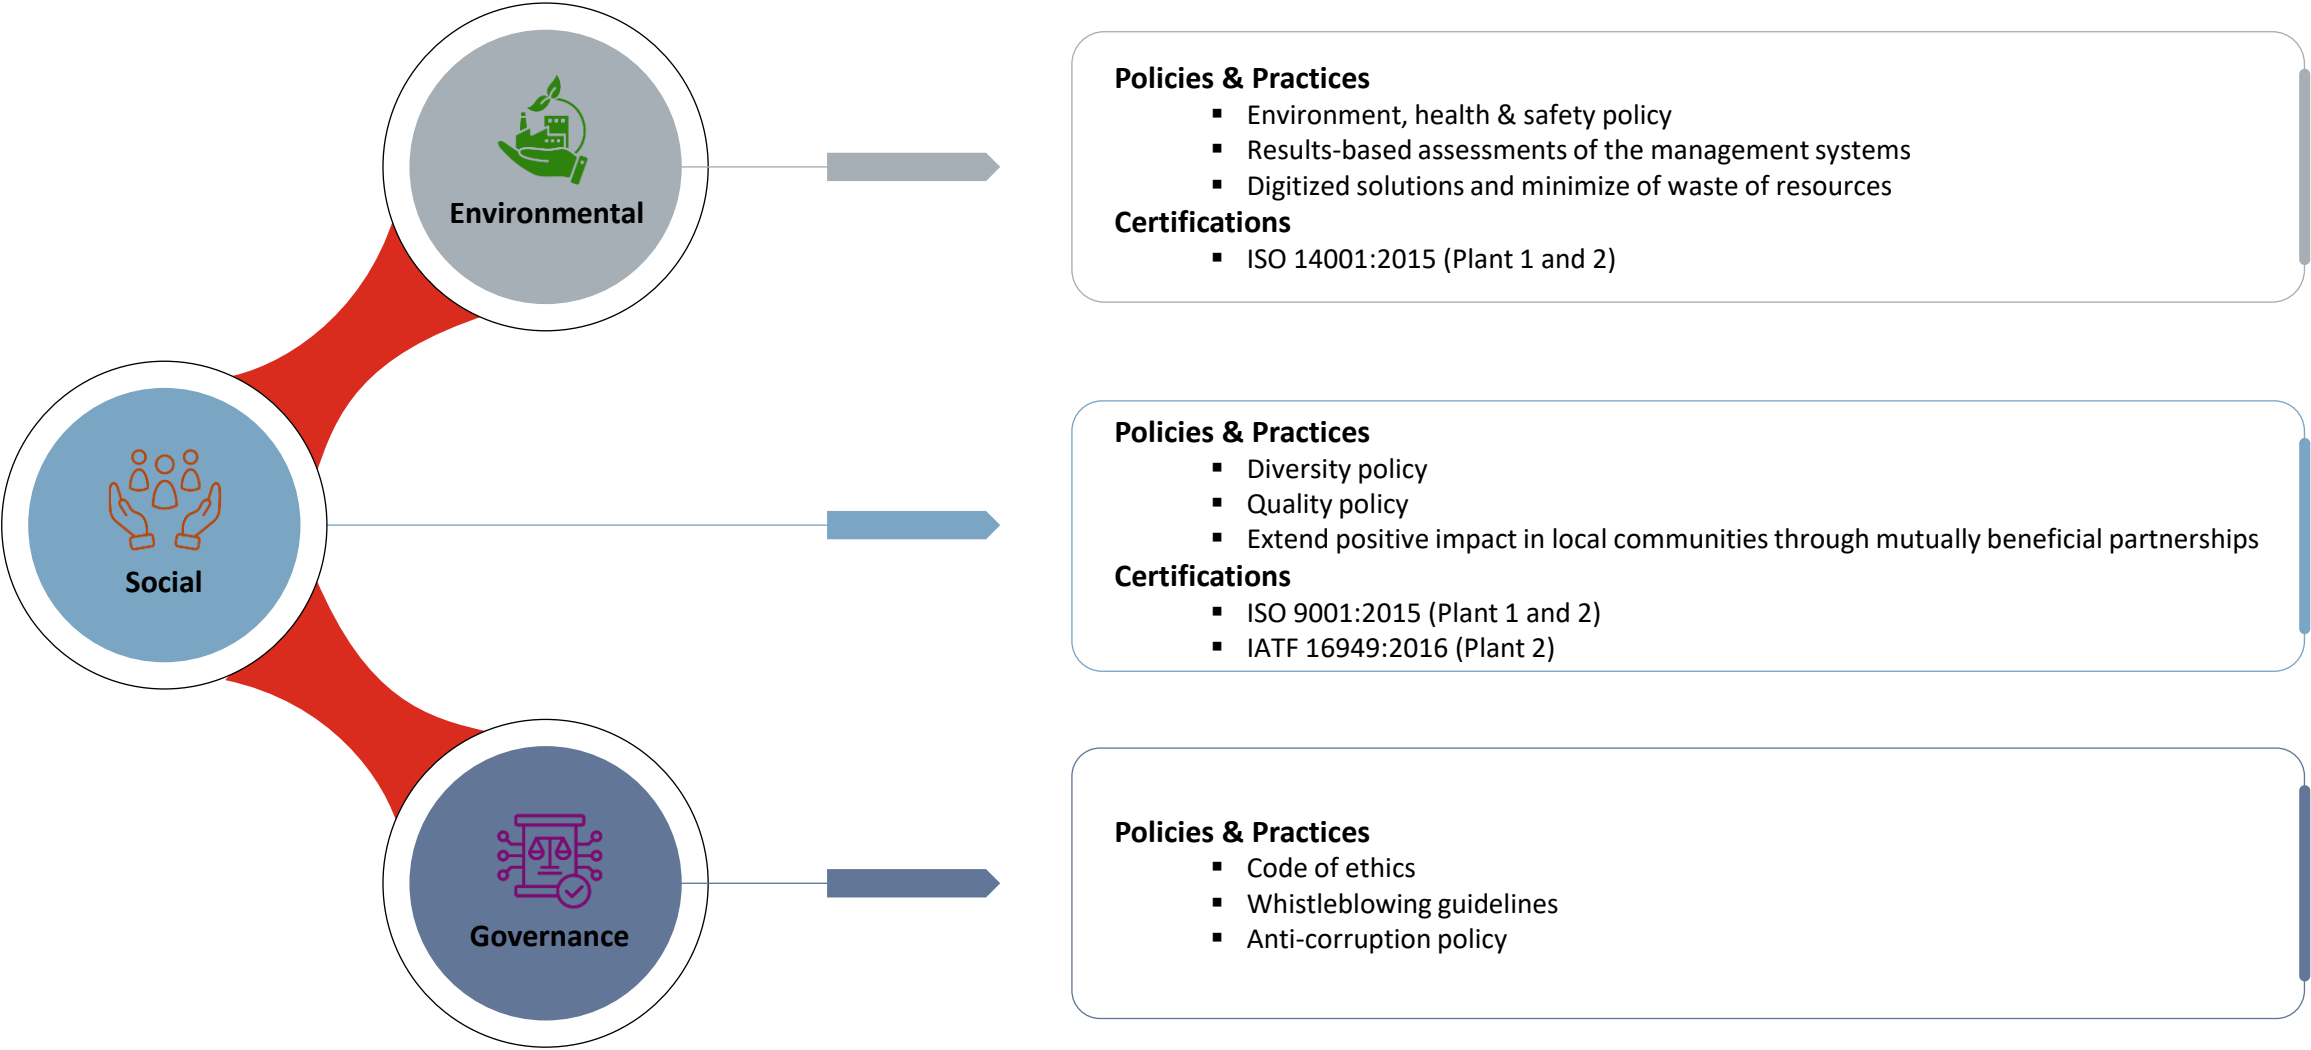 Environmental
Policies & Practices
▪ Environment, health & safety policy
▪ Results-based assessments of the management systems
▪ Digitized solutions and minimize of waste of resources
Certifications
▪ ISO 14001:2015 (Plant 1 and 2)
Social
Policies & Practices
▪ Diversity policy
▪ Quality policy
▪ Extend positive impact in local communities through mutually beneficial partnerships
Certifications
▪ ISO 9001:2015 (Plant 1 and 2)
▪ IATF 16949:2016 (Plant 2)
Governance
Policies & Practices
▪ Code of ethics
▪ Whistleblowing guidelines
▪ Anti-corruption policy